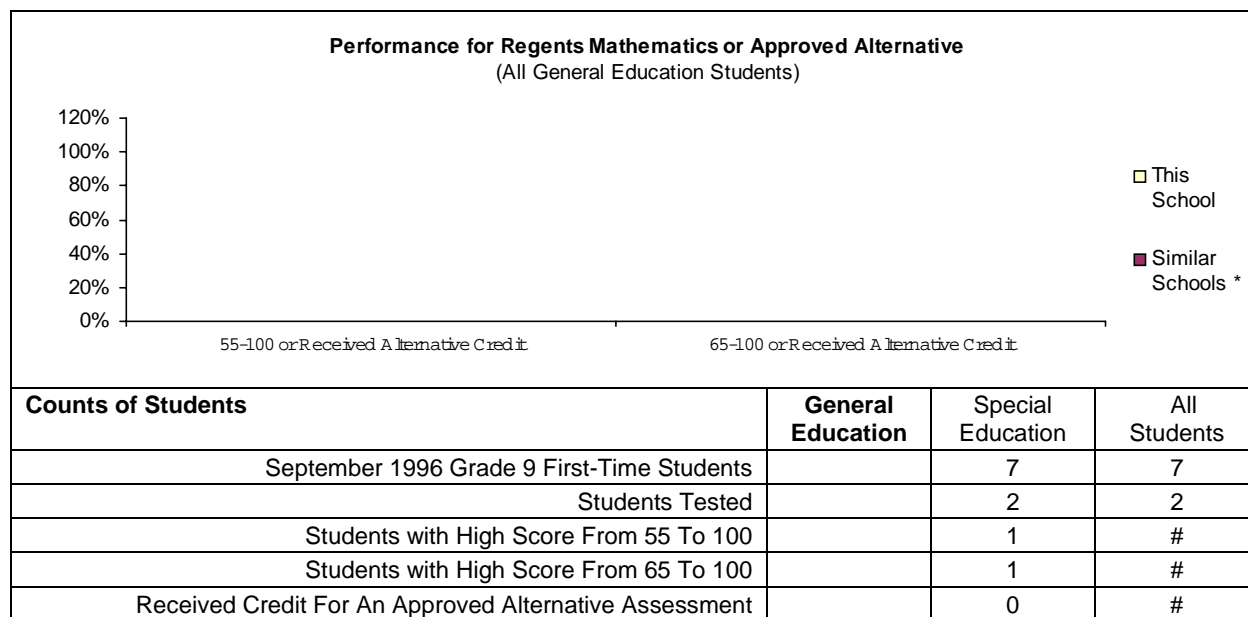 Performance for Regents Mathematics or Approved Alternative
(All General Education Students)
120%
100%
80%
60%
40%
20%
0%
55-100 or Received Alternative Credit
65-100 or Received Alternative Credit
This
School
Similar
Schools *
Counts of Students General Education Special Education All Students
September 1996 Grade 9 First-Time Students 7 7
Students Tested 2 2
Students with High Score From 55 To 100 1 #
Students with High Score From 65 To 100 1 #
Received Credit For An Approved Alternative Assessment 0 #